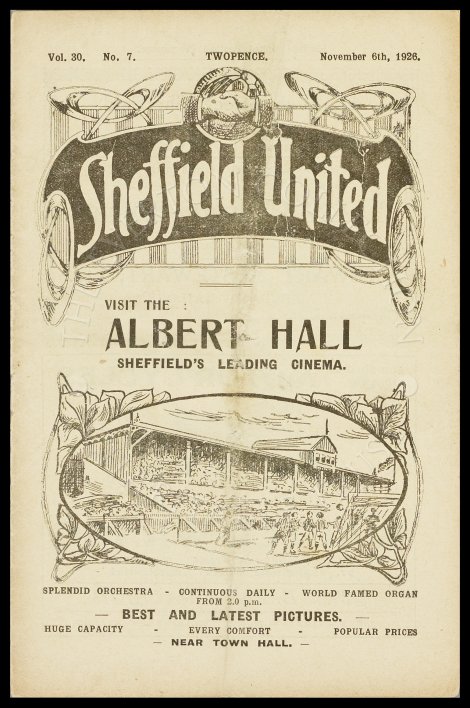 Vol. 30. No. 7. TWOPENCE. November 6th, 1926.
Sheffield United
VISIT THE :
ALBERT HALL
SHEFFIELD'S LEADING CINEMA.
SPLENDID ORCHESTRA - CONTINUOUS DAILY - WORLD FAMED ORGAN
FROM 2.0 p.m.
— BEST AND LATEST PICTURES. —
HUGE CAPACITY - EVERY COMFORT - POPULAR PRICES
— NEAR TOWN HALL. —